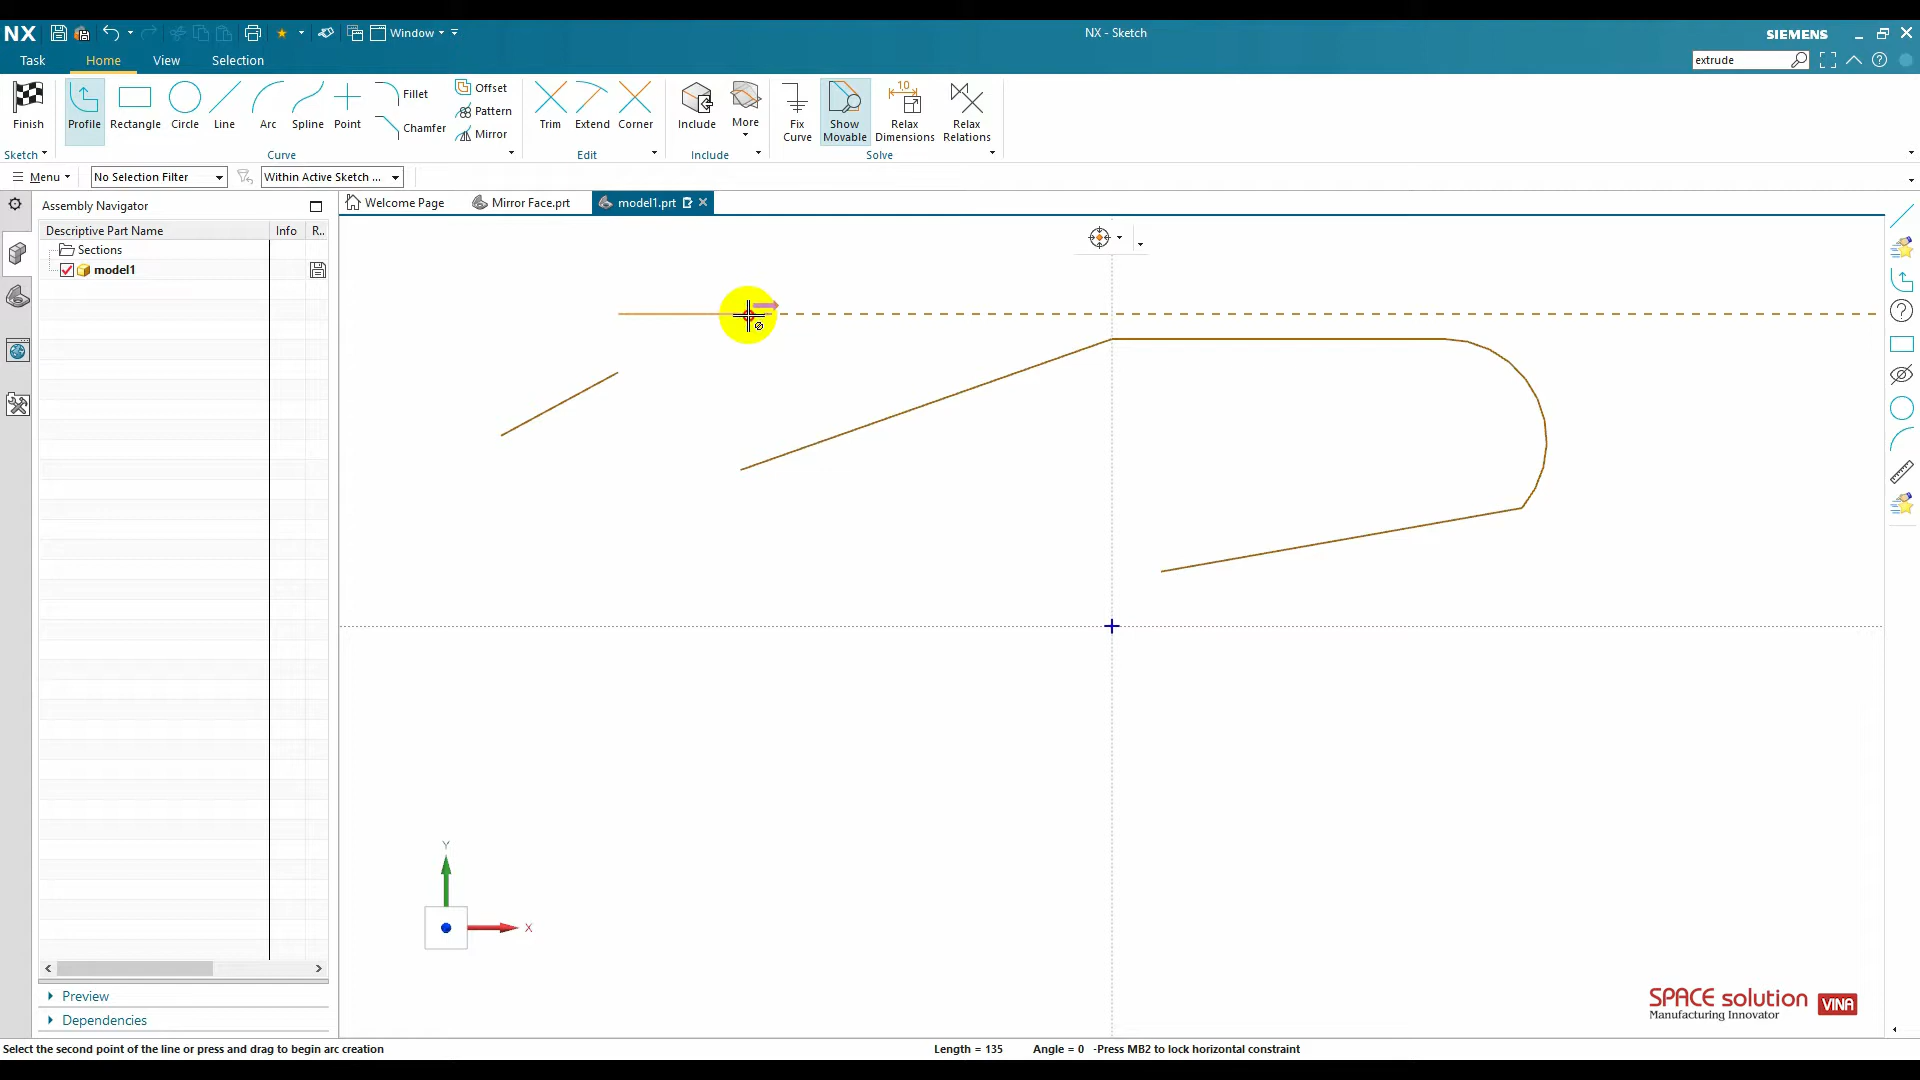 NX
Window
NX - Sketch
SIEMENS
Task
Home
View
Selection
extrude
Finish
Profile
Rectangle
Circle
Line
Arc
Spline
Point
Fillet
Chamfer
Offset
Pattern
Mirror
Trim
Extend
Corner
Include
More
Fix
Curve
Show
Movable
1,0
Relax
Dimensions
Relax
Relations
Sketch
Curve
Edit
Include
Solve
Menu
No Selection Filter
Within Active Sketch ...
Assembly Navigator
Welcome Page
Mirror Face.prt
model1.prt
Descriptive Part Name
Info
R..
Sections
model1
Y
X
Preview
Dependencies
SPACE solution
VINA
Manufacturing Innovator
Select the second point of the line or press and drag to begin arc creation
Length = 135 Angle = 0 -Press MB2 to lock horizontal constraint